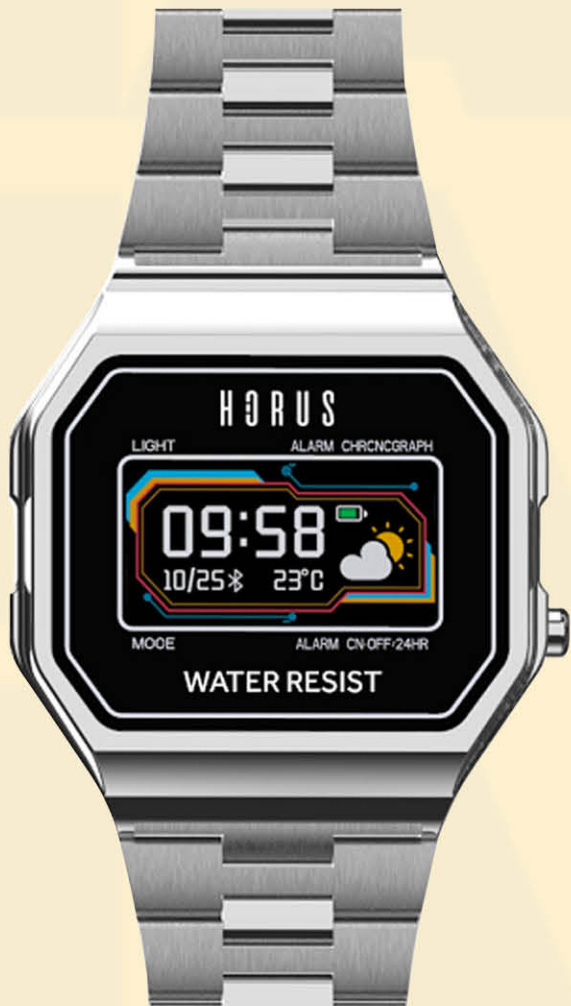 HORUS
LIGHT ALARM CHRCNCGRAPH
09:58
10/25 23°C
MOOE ALARM CN·OFF/24HR
WATER RESIST